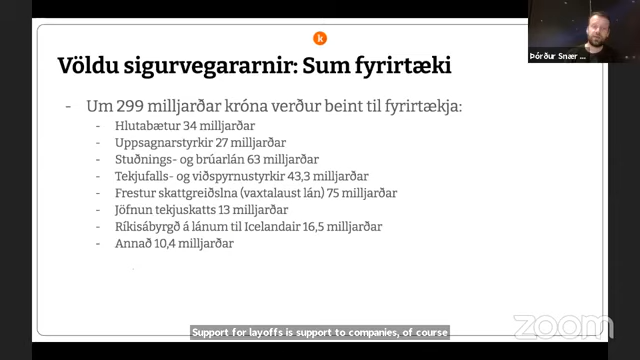 k
Völdu sigurvegararnir: Sum fyrirtæki
Þórður Snær ...
- Um 299 milljarðar króna verður beint til fyrirtækja:
- Hlutabætur 34 milljarðar
- Uppsagnarstyrkir 27 milljarðar
- Stuðnings- og brúarlán 63 milljarðar
- Tekjufalls- og viðspyrnustyrkir 43,3 milljarðar
- Frestur skattgreiðslna (vaxtalaust lán) 75 milljarðar
- Jöfnun tekjuskatts 13 milljarðar
- Ríkisábyrgð á lánum til Icelandair 16,5 milljarðar
- Annað 10,4 milljarðar
Support for layoffs is support to companies, of course
zoom